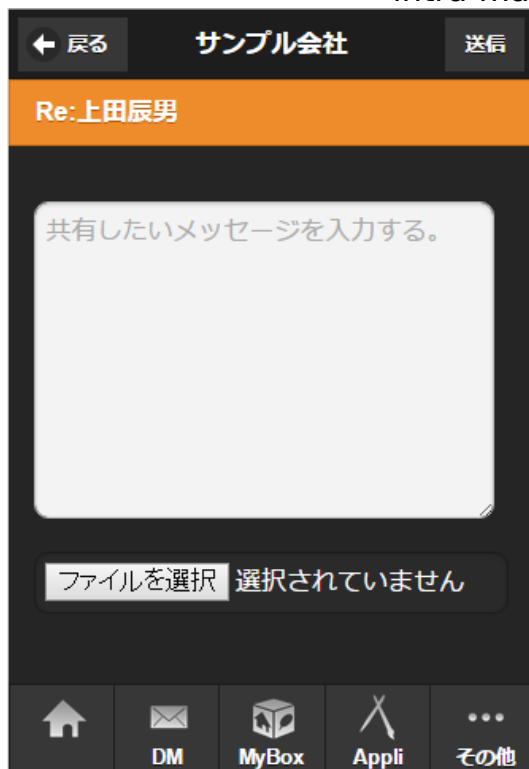 戻る
サンプル会社
送信
Re:上田辰男
共有したいメッセージを入力する。
ファイルを選択 選択されていません
DM
MyBox
Appli
その他